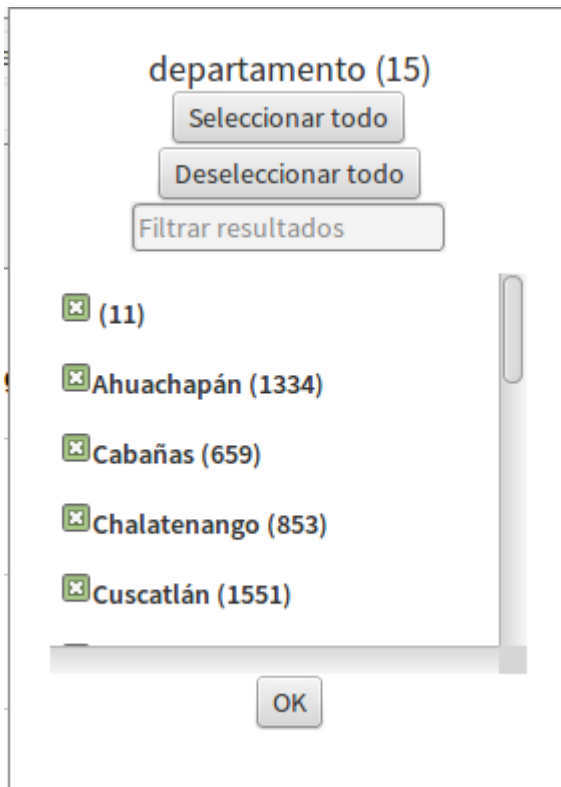 departamento (15)
Seleccionar todo
Deseleccionar todo
Filtrar resultados
(11)
Ahuachapán (1334)
Cabañas (659)
Chalatenango (853)
Cuscatlán (1551)
OK